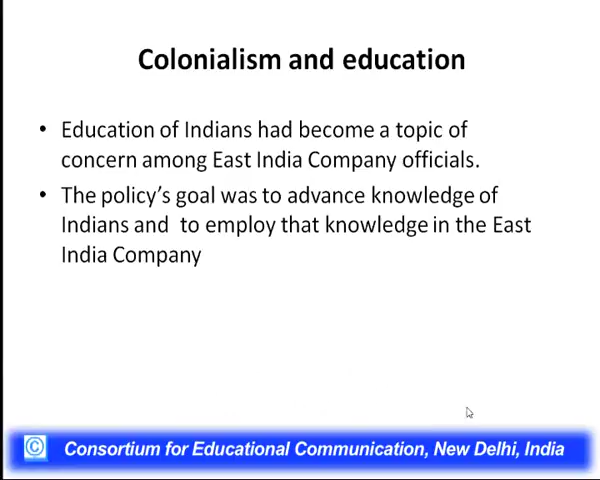 Colonialism and education
• Education of Indians had become a topic of
concern among East India Company officials.
• The policy's goal was to advance knowledge of
Indians and  to employ that knowledge in the East
India Company
© Consortium for Educational Communication, New Delhi, India